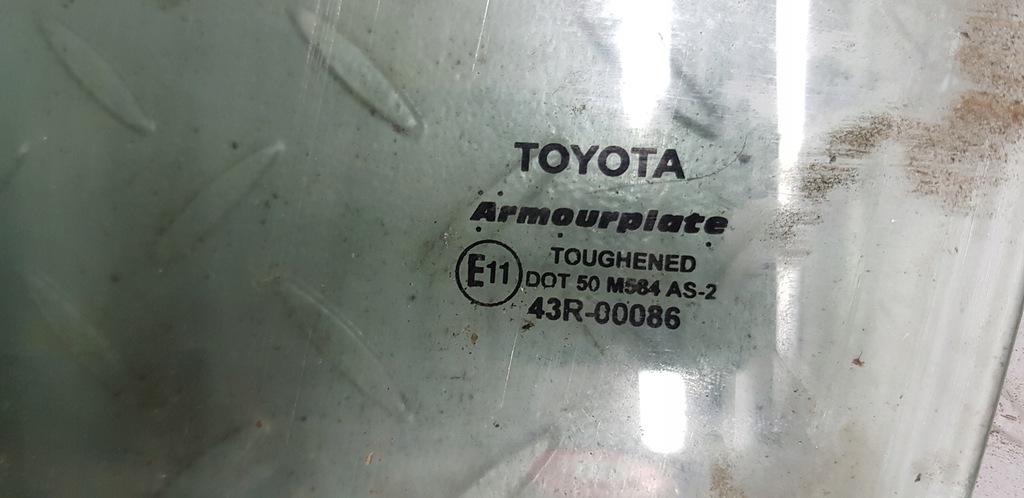 TOYOTA
Armourplate
TOUGHENED
E11
DOT 50 M584 AS-2
43R-00086